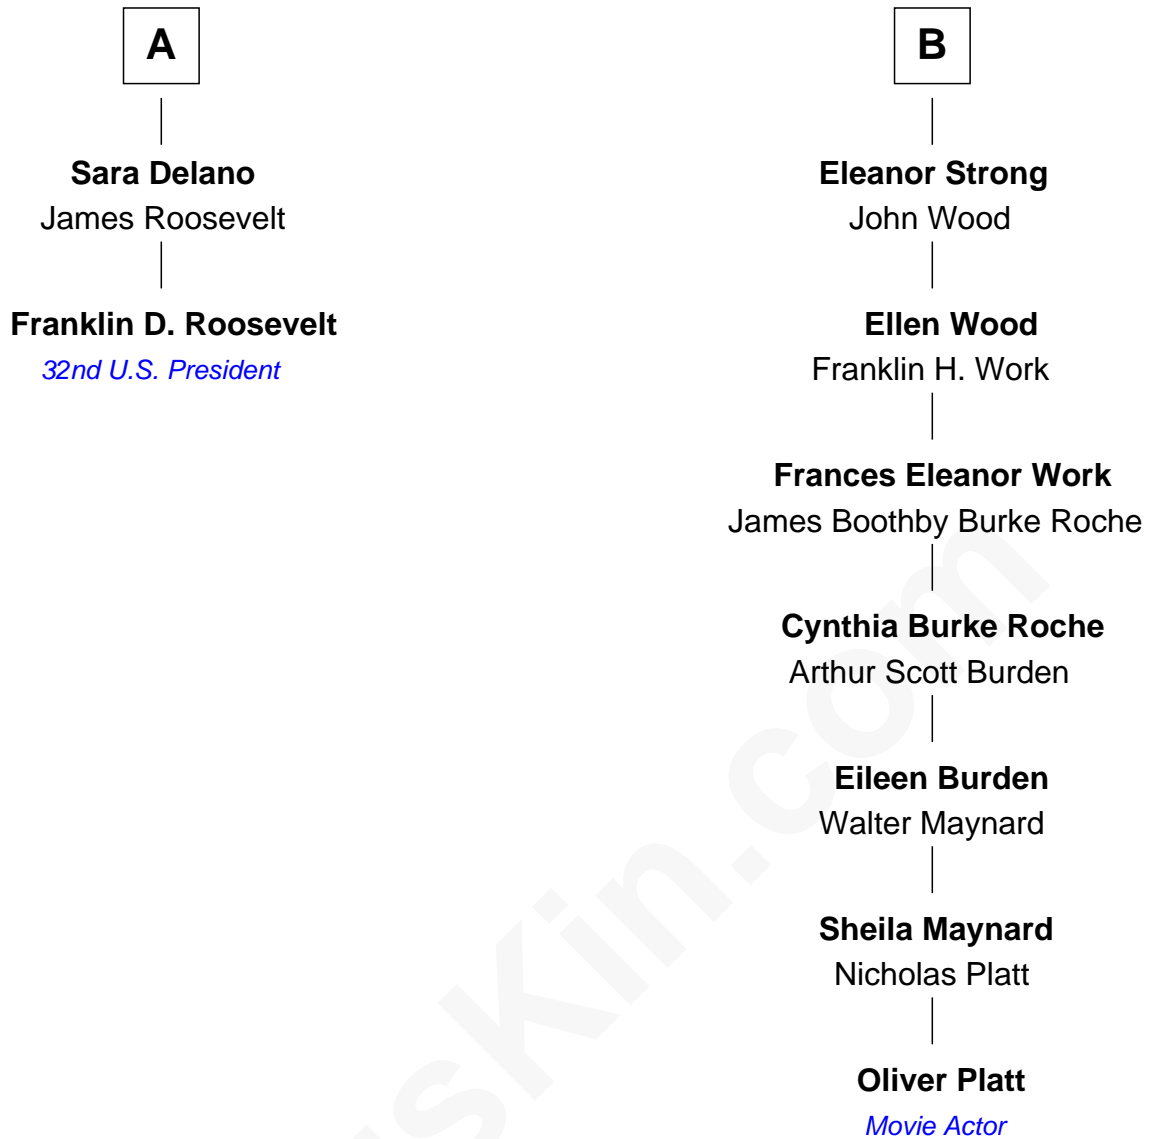 A
Sara Delano
James Roosevelt
Franklin D. Roosevelt
32nd U.S. President
B
Eleanor Strong
John Wood
Ellen Wood
Franklin H. Work
Frances Eleanor Work
James Boothby Burke Roche
Cynthia Burke Roche
Arthur Scott Burden
Eileen Burden
Walter Maynard
Sheila Maynard
Nicholas Platt
Oliver Platt
Movie Actor